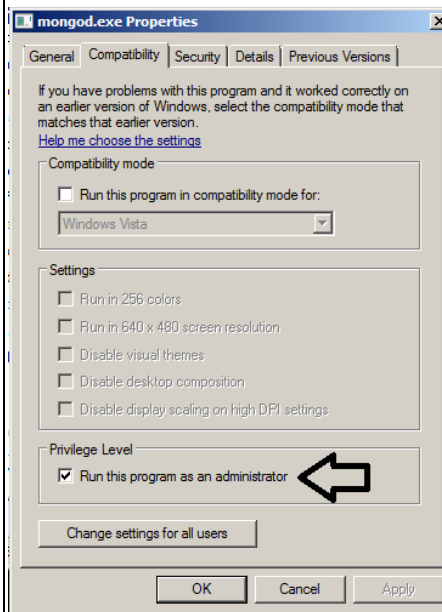 mongod.exe Properties
General
Compatibility
Security
Details
Previous Versions
If you have problems with this program and it worked correctly on
an earlier version of Windows, select the compatibility mode that
matches that earlier version.
Help me choose the settings
Compatibility mode
Run this program in compatibility mode for:
Windows Vista
Settings
Run in 256 colors
Run in 640 x 480 screen resolution
Disable visual themes
Disable desktop composition
Disable display scaling on high DPI settings
Privilege Level
Run this program as an administrator
Change settings for all users
OK
Cancel
Apply